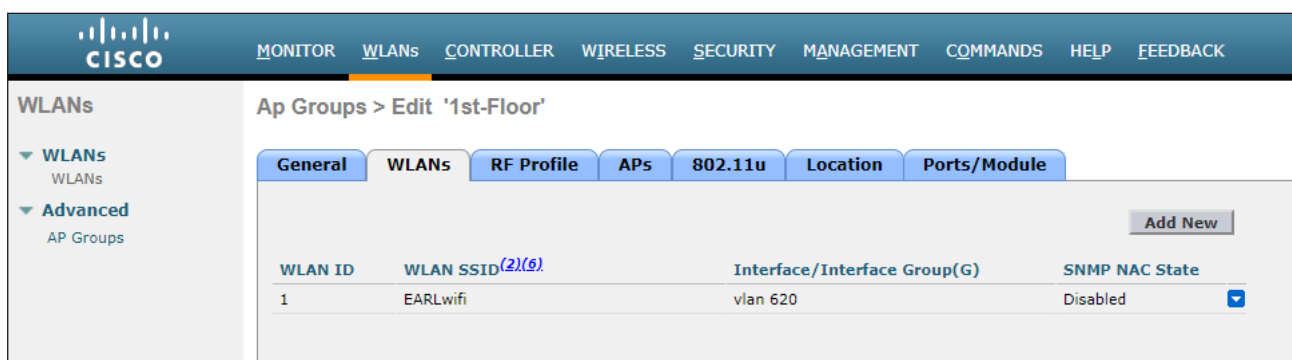 CISCO
MONITOR WLANs CONTROLLER WIRELESS SECURITY MANAGEMENT COMMANDS HELP FEEDBACK
WLANs
WLANs
WLANs
Advanced
AP Groups
Ap Groups > Edit '1st-Floor'
General WLANs RF Profile APs 802.11u Location Ports/Module
Add New
WLAN ID WLAN SSID(2)(6) Interface/Interface Group(G) SNMP NAC State
1 EARLwifi vlan 620 Disabled